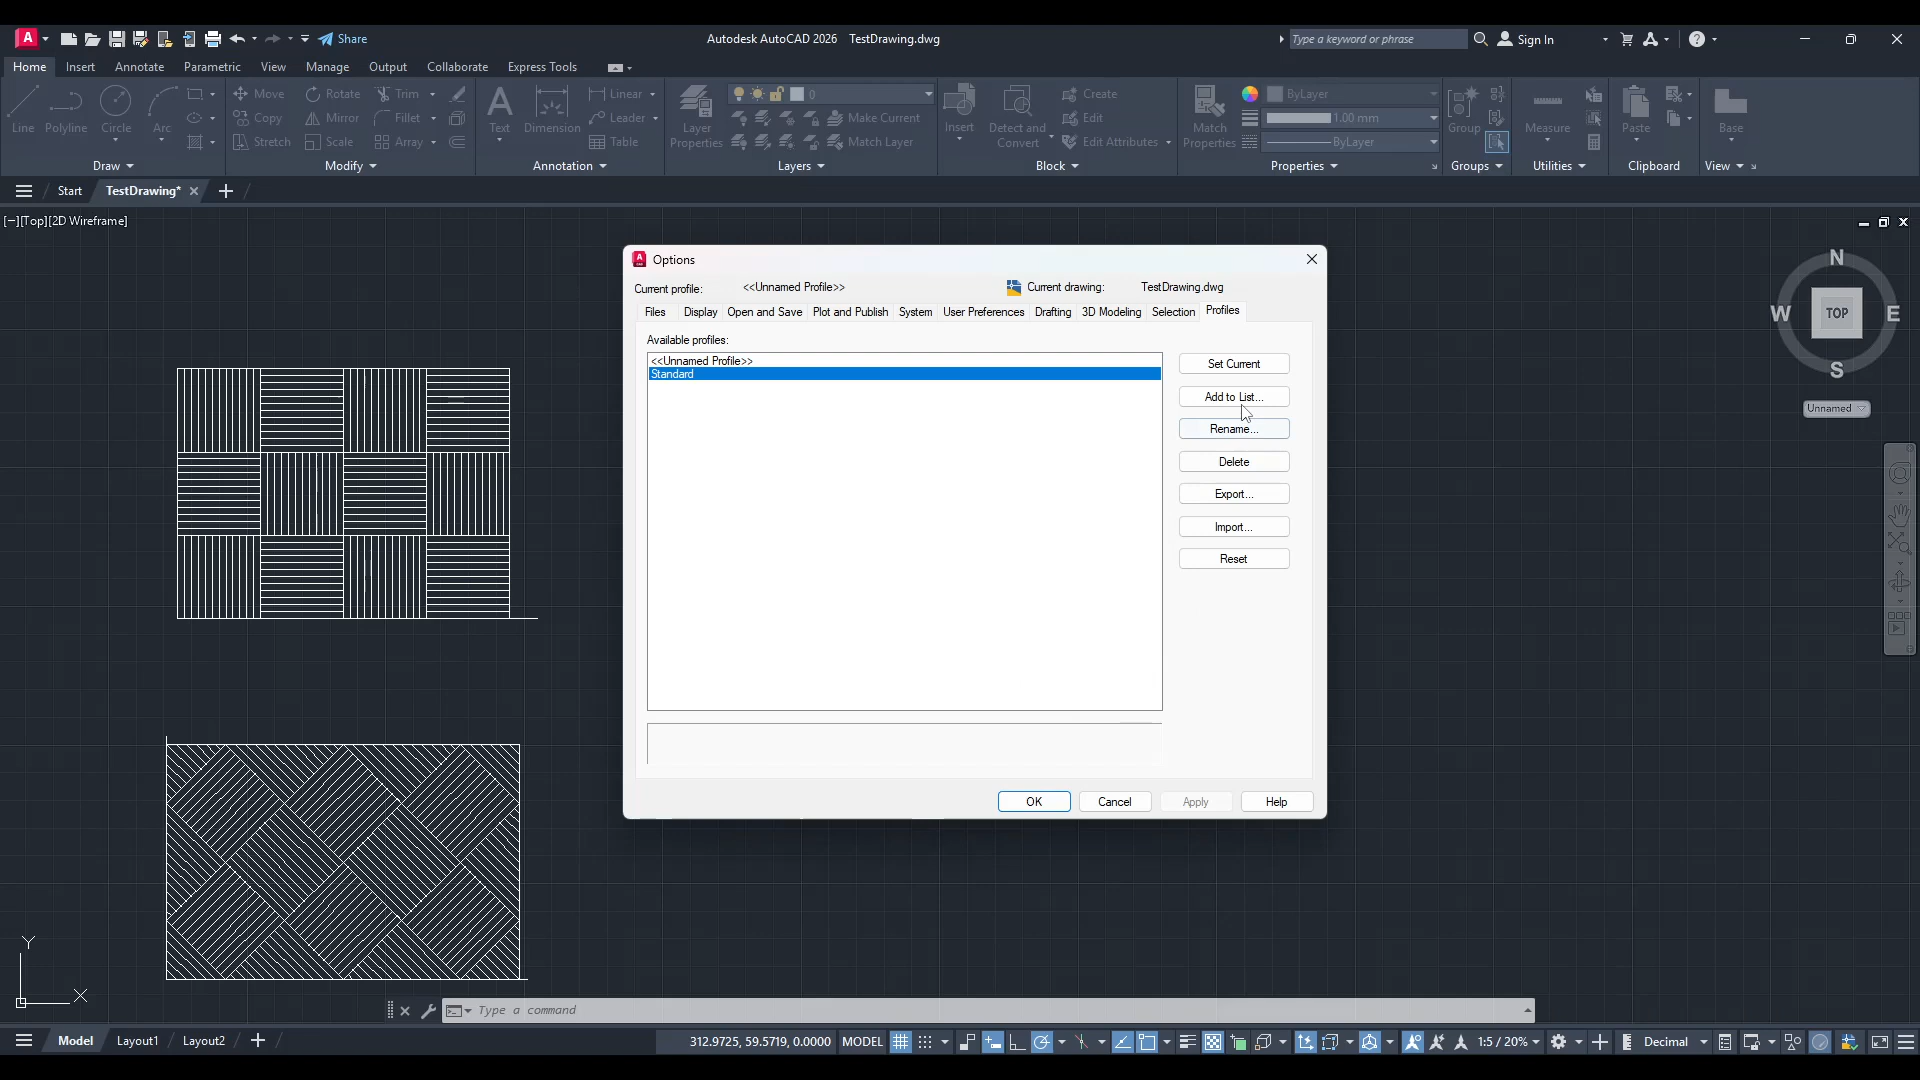 Share
Autodesk AutoCAD 2026 TestDrawing.dwg
Type a keyword or phrase
Sign In
Home Insert Annotate Parametric View Manage Output Collaborate Express Tools
Line Polyline Circle Arc
Move Rotate Trim
Copy Mirror Fillet
Stretch Scale Array
Text Dimension
Linear
Leader
Table
Layer
Properties
0
Make Current
Match Layer
Insert
Detect and
Convert
Create
Edit
Edit Attributes
Match
Properties
ByLayer
1.00 mm
ByLayer
Group
Measure
Paste
Base
Draw Modify Annotation Layers Block Properties Groups Utilities Clipboard View
Start TestDrawing*
[−][Top][2D Wireframe]
N
W TOP E
S
Unnamed
Options
Current profile: <<Unnamed Profile>> Current drawing: TestDrawing.dwg
Files Display Open and Save Plot and Publish System User Preferences Drafting 3D Modeling Selection Profiles
Available profiles:
<<Unnamed Profile>>
Standard
Set Current
Add to List...
Rename...
Delete
Export...
Import...
Reset
OK Cancel Apply Help
Y
X
Type a command
Model Layout1 Layout2
312.9725, 59.5719, 0.0000 MODEL 1:5 / 20% Decimal